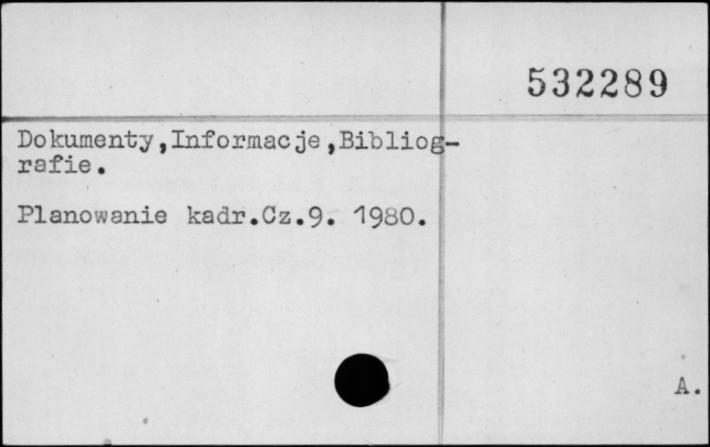 532289
Dokumenty,Informacje,Bibliog-
rafie.
Planowanie kadr.Cz.9. 1980.
A.